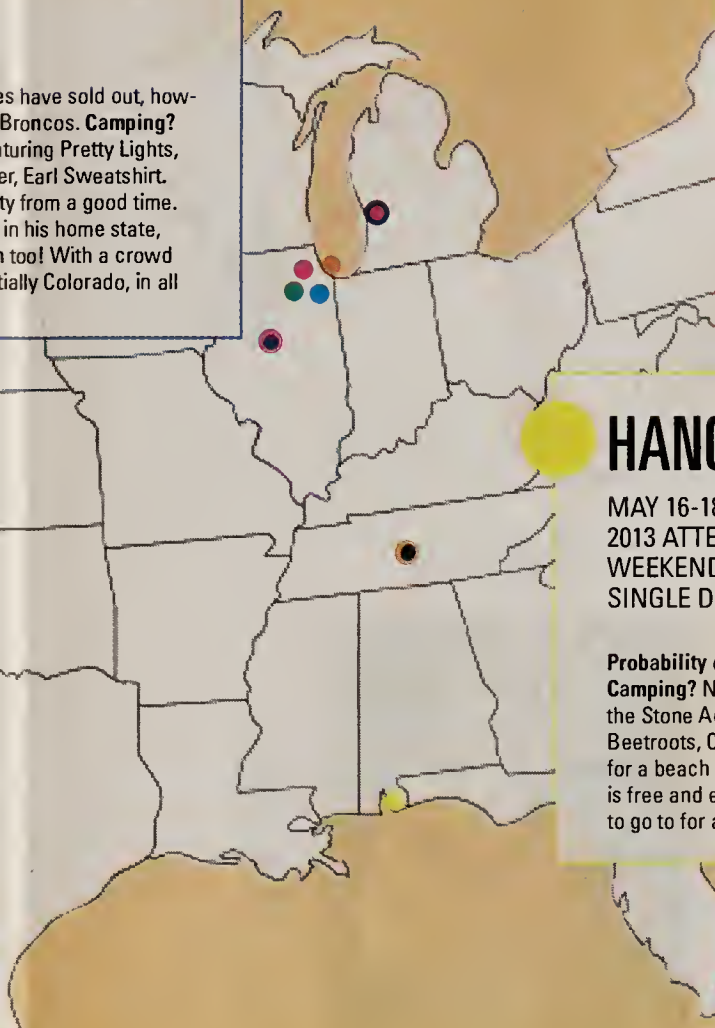 es have sold out, how-
Broncos. Camping?
turing Pretty Lights,
er, Earl Sweatshirt.
ty from a good time.
in his home state,
n too! With a crowd
tially Colorado, in all
HANG
MAY 16-18
2013 ATTE
WEEKEND
SINGLE D
Probability
Camping? N
the Stone A
Beetroots, C
for a beach
is free and e
to go to for a